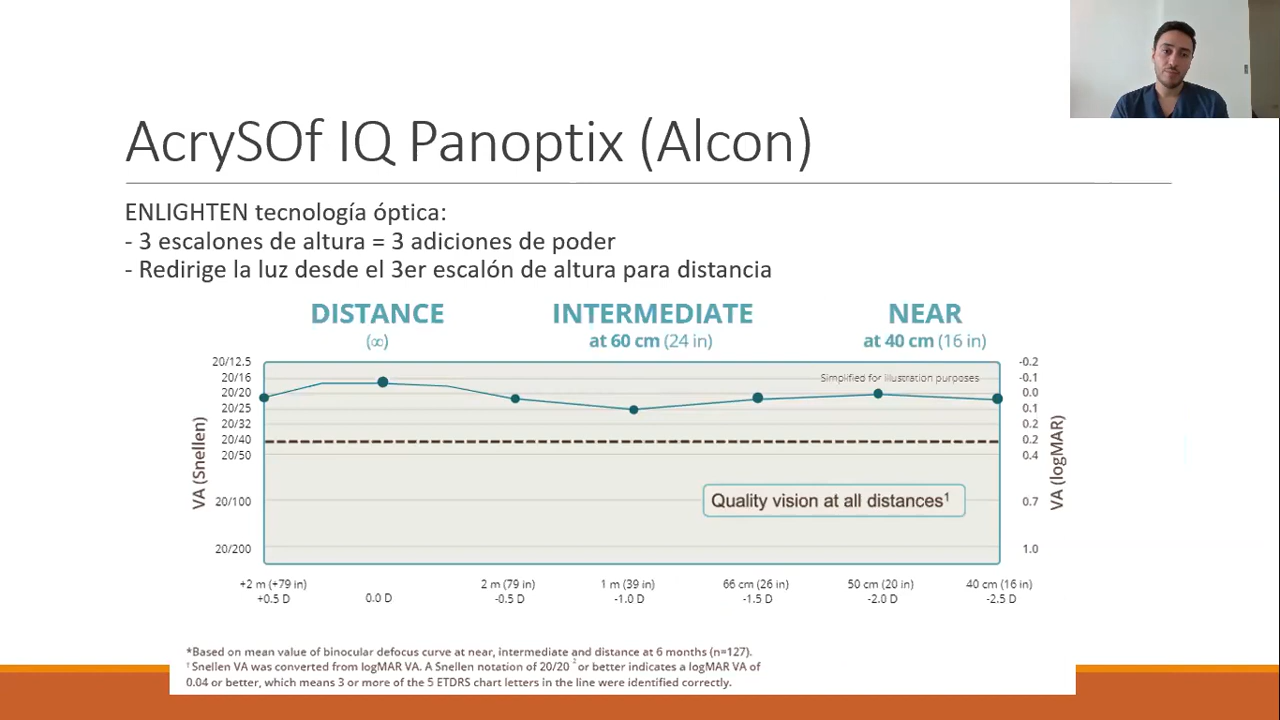 AcrySOf IQ Panoptix (Alcon)
ENLIGHTEN tecnología óptica:
- 3 escalones de altura = 3 adiciones de poder
- Redirige la luz desde el 3er escalón de altura para distancia
DISTANCE
(∞)
INTERMEDIATE
at 60 cm (24 in)
NEAR
at 40 cm (16 in)
VA (Snellen)
20/12.5
20/16
20/20
20/25
20/32
20/40
20/50
20/100
20/200
Simplified for illustration purposes
Quality vision at all distances¹
-0.2
-0.1
0.0
0.1
0.2
0.2
0.4
0.7
1.0
VA (logMAR)
+2 m (+79 in)
+0.5 D
0.0 D
2 m (79 in)
-0.5 D
1 m (39 in)
-1.0 D
66 cm (26 in)
-1.5 D
50 cm (20 in)
-2.0 D
40 cm (16 in)
-2.5 D
*Based on mean value of binocular defocus curve at near, intermediate and distance at 6 months (n=127).
†Snellen VA was converted from logMAR VA. A Snellen notation of 20/20 ² or better indicates a logMAR VA of
0.04 or better, which means 3 or more of the 5 ETDRS chart letters in the line were identified correctly.